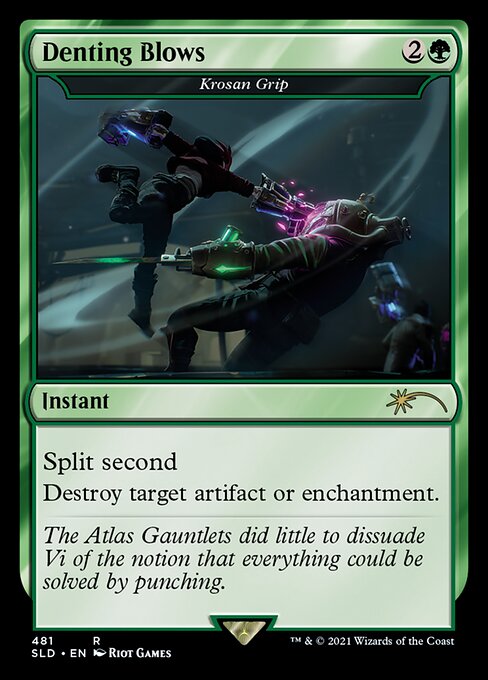 Denting Blows 2
Krosan Grip
Instant
Split second
Destroy target artifact or enchantment.
The Atlas Gauntlets did little to dissuade
Vi of the notion that everything could be
solved by punching.
481 R
SLD • EN Riot Games
™ & © 2021 Wizards of the Coast